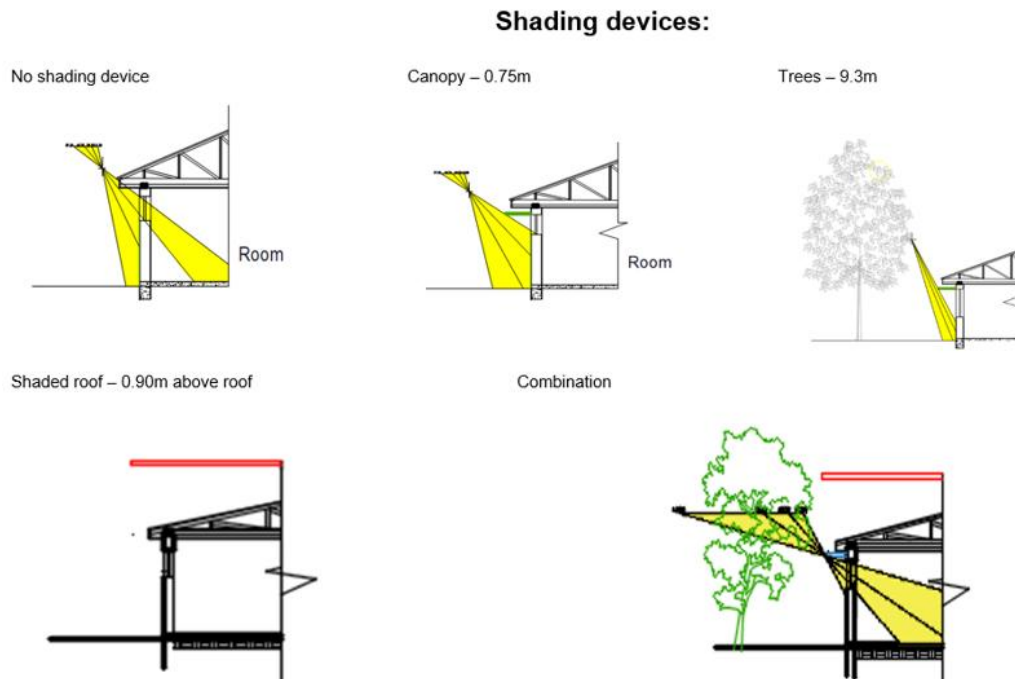 Shading devices:
No shading device
Canopy – 0.75m
Trees – 9.3m
Room
Room
Shaded roof – 0.90m above roof
Combination